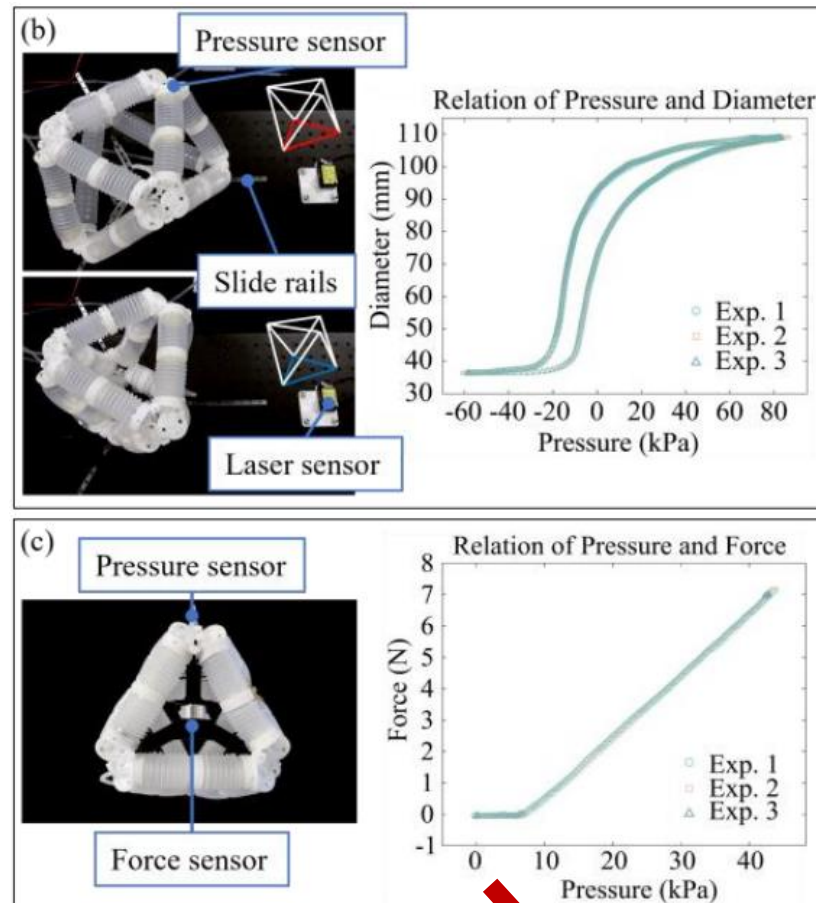 (b)
Pressure sensor
Slide rails
Laser sensor
Relation of Pressure and Diameter
Diameter (mm)
110
100
90
80
70
60
50
40
30
Exp. 1
Exp. 2
Exp. 3
-60 -40 -20 0 20 40 60 80
Pressure (kPa)
(c)
Pressure sensor
Force sensor
Relation of Pressure and Force
Force (N)
8
7
6
5
4
3
2
1
0
-1
Exp. 1
Exp. 2
Exp. 3
0 10 20 30 40
Pressure (kPa)